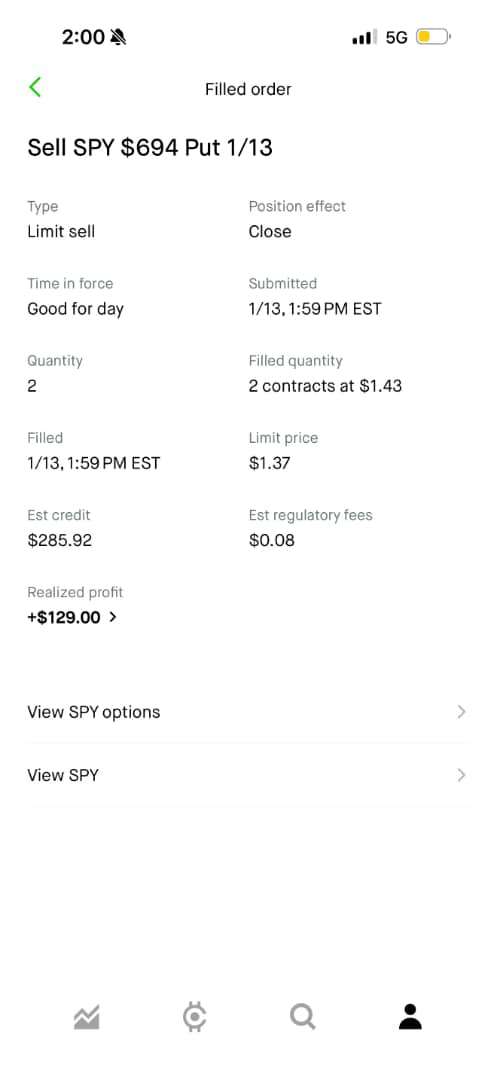 2:00
5G
Filled order
Sell SPY $694 Put 1/13
Type
Position effect
Limit sell
Close
Time in force
Submitted
Good for day
1/13, 1:59 PM EST
Quantity
Filled quantity
2
2 contracts at $1.43
Filled
Limit price
1/13, 1:59 PM EST
$1.37
Est credit
Est regulatory fees
$285.92
$0.08
Realized profit
+$129.00
View SPY options
View SPY